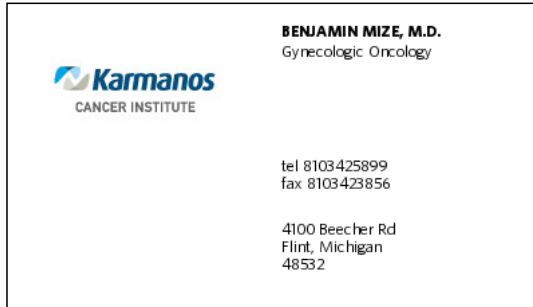 Karmanos
CANCER INSTITUTE
BENJAMIN MIZE, M.D.
Gynecologic Oncology
tel 8103425899
fax 8103423856
4100 Beecher Rd
Flint, Michigan
48532